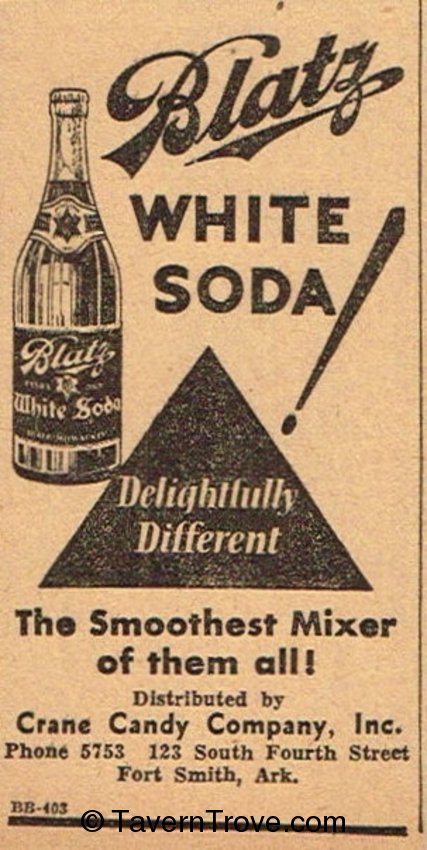 Blatz
WHITE
SODA!
Blatz
White Soda
Delightfully
Different
The Smoothest Mixer
of them all!
Distributed by
Crane Candy Company, Inc.
Phone 5753 123 South Fourth Street
Fort Smith, Ark.
BB-403
© TavernTrove.com